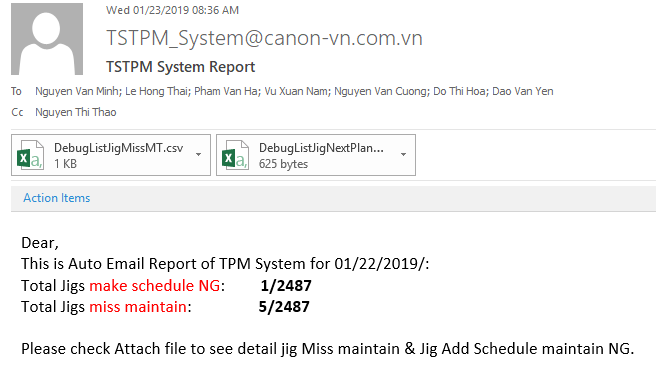 Wed 01/23/2019 08:36 AM
TSTPM_System@canon-vn.com.vn
TSTPM System Report
To Nguyen Van Minh; Le Hong Thai; Pham Van Ha; Vu Xuan Nam; Nguyen Van Cuong; Do Thi Hoa; Dao Van Yen
Cc Nguyen Thi Thao
DebugListJigMissMT.csv DebugListJigNextPlan...
1 KB 625 bytes
Action Items
Dear,
This is Auto Email Report of TPM System for 01/22/2019/:
Total Jigs make schedule NG: 1/2487
Total Jigs miss maintain: 5/2487
Please check Attach file to see detail jig Miss maintain & Jig Add Schedule maintain NG.